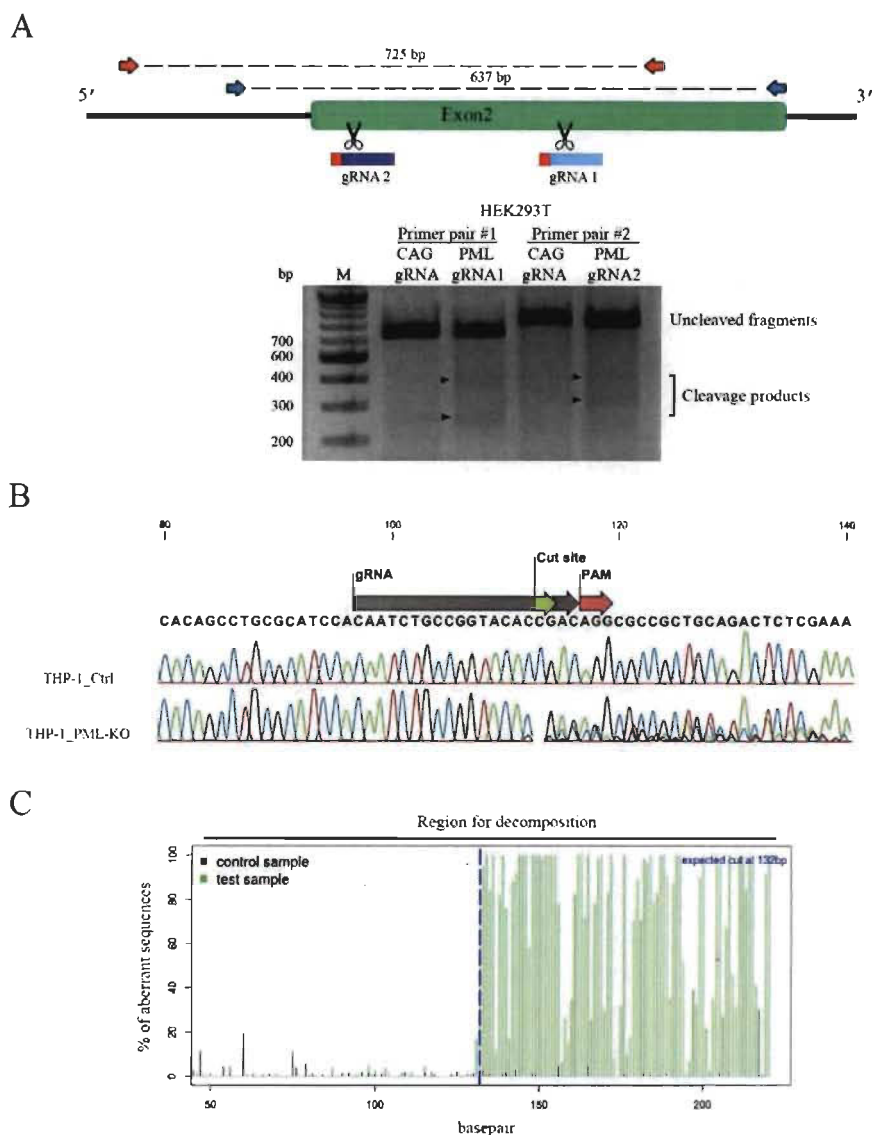 A
725 bp
637 bp
5' 3'
Exon2
gRNA 2 gRNA 1
HEK293T
Primer pair #1 Primer pair #2
CAG PML CAG PML
bp M gRNA gRNA1 gRNA gRNA2
Uncleaved fragments
700
600
400
Cleavage products
300
200
B
80 100 120 140
Cut site
gRNA PAM
CACAGCCTGCGCATCCACAATCTGCCGGTACACCGACAGGCGCCGCTGCAGACTCTCGAAA
THP-1_Ctrl
THP-1_PML-KO
C
Region for decomposition
control sample
test sample
expected cut at 132bp
% of aberrant sequences
0 20 40 60 80 100
50 100 150 200
basepair